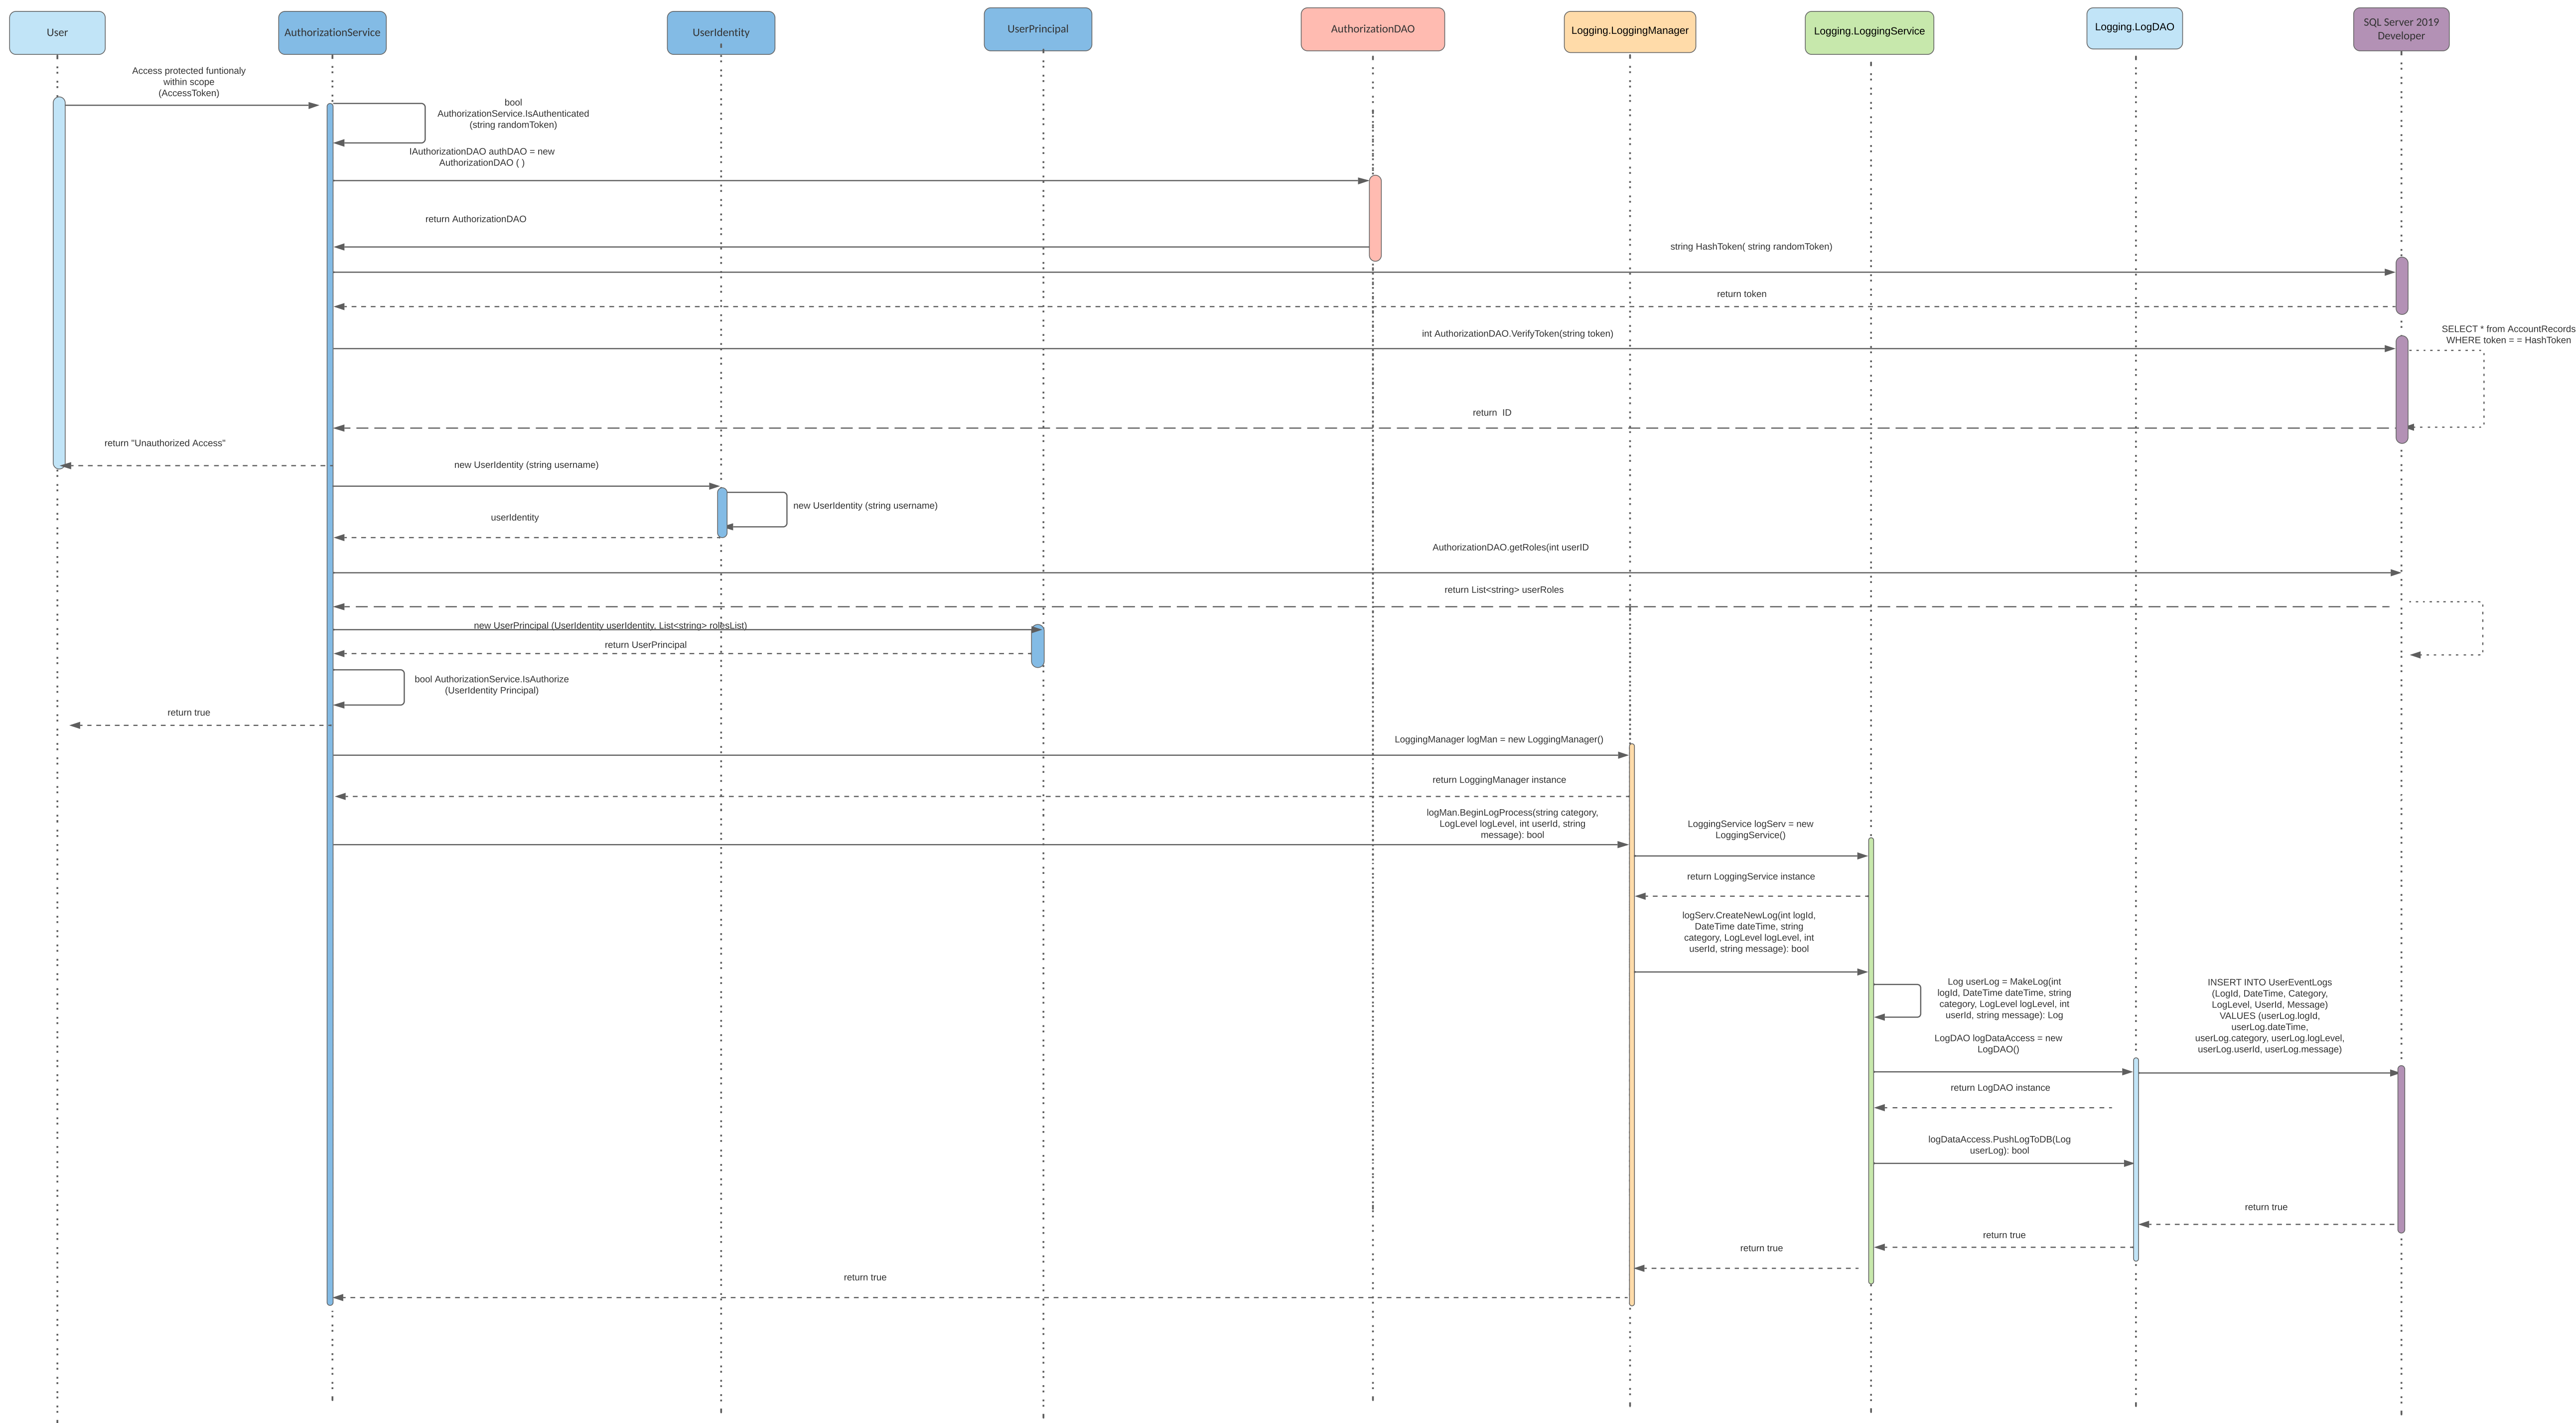 User
AuthorizationService
UserIdentity
UserPrincipal
AuthorizationDAO
Logging.LoggingManager
Logging.LoggingService
Logging.LogDAO
SQL Server 2019
Developer
Access protected funtionaly
within scope
(AccessToken)
bool
AuthorizationService.IsAuthenticated
(string randomToken)
IAuthorizationDAO authDAO = new
AuthorizationDAO ( )
return AuthorizationDAO
string HashToken( string randomToken)
return token
int AuthorizationDAO.VerifyToken(string token)
SELECT * from AccountRecords
WHERE token = = HashToken
return  ID
return "Unauthorized Access"
new UserIdentity (string username)
new UserIdentity (string username)
userIdentity
AuthorizationDAO.getRoles(int userID
return List<string> userRoles
new UserPrincipal (UserIdentity userIdentity, List<string> rolesList)
return UserPrincipal
bool AuthorizationService.IsAuthorize
(UserIdentity Principal)
return true
LoggingManager logMan = new LoggingManager()
return LoggingManager instance
logMan.BeginLogProcess(string category,
LogLevel logLevel, int userId, string
message): bool
LoggingService logServ = new
LoggingService()
return LoggingService instance
logServ.CreateNewLog(int logId,
DateTime dateTime, string
category, LogLevel logLevel, int
userId, string message): bool
Log userLog = MakeLog(int
logId, DateTime dateTime, string
category, LogLevel logLevel, int
userId, string message): Log
LogDAO logDataAccess = new
LogDAO()
INSERT INTO UserEventLogs
(LogId, DateTime, Category,
LogLevel, UserId, Message)
VALUES (userLog.logId,
userLog.dateTime,
userLog.category, userLog.logLevel,
userLog.userId, userLog.message)
return LogDAO instance
logDataAccess.PushLogToDB(Log
userLog): bool
return true
return true
return true
return true